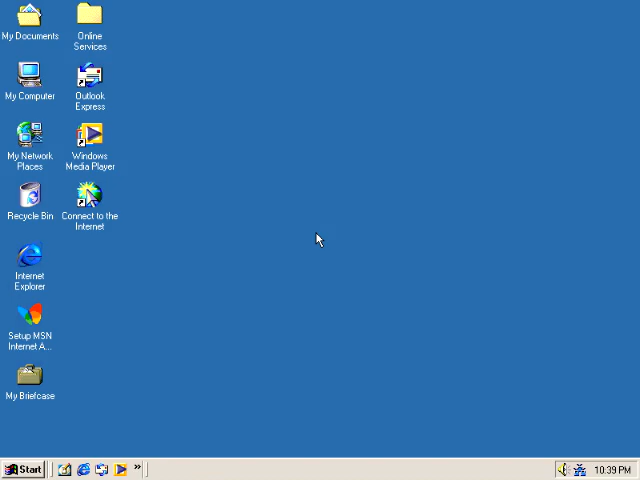 My Documents
Online
Services
My Computer
Outlook
Express
My Network
Places
Windows
Media Player
Recycle Bin
Connect to the
Internet
Internet
Explorer
Setup MSN
Internet A...
My Briefcase
Start
»
10:39 PM